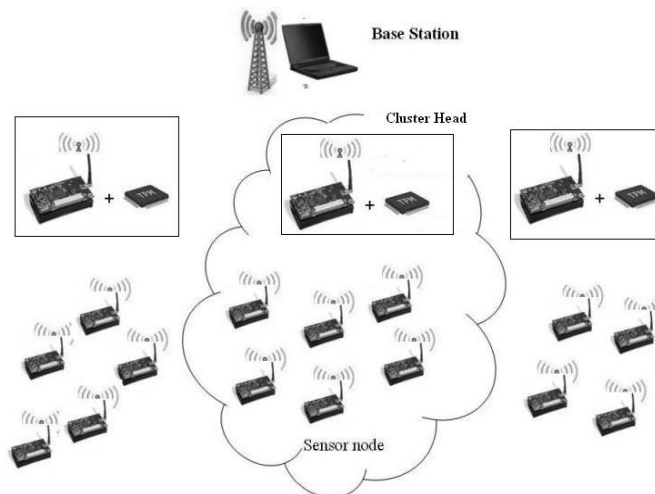 Base Station
Cluster Head
+ TPM
+ TPM
+ TPM
Sensor node